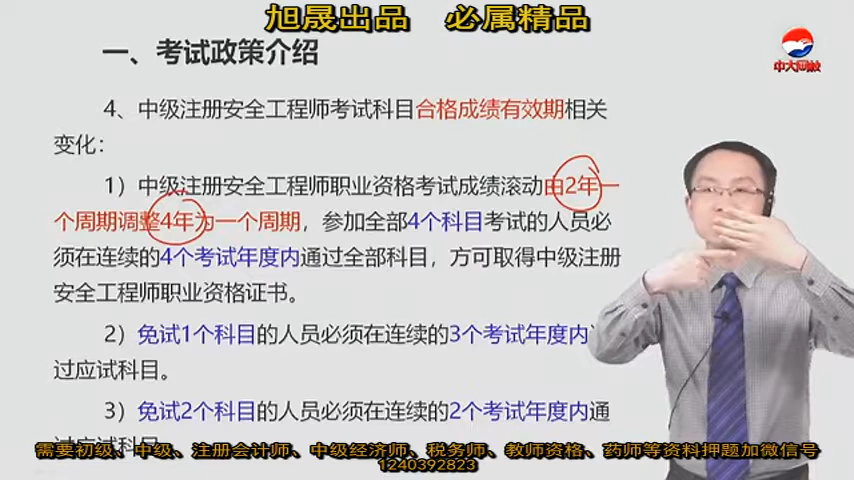 旭晟出品 必属精品
一、考试政策介绍
中大网校
4、中级注册安全工程师考试科目合格成绩有效期相关
变化：
1）中级注册安全工程师职业资格考试成绩滚动由2年一
个周期调整4年为一个周期，参加全部4个科目考试的人员必
须在连续的4个考试年度内通过全部科目，方可取得中级注册
安全工程师职业资格证书。
2）免试1个科目的人员必须在连续的3个考试年度内
过应试科目。
3）免试2个科目的人员必须在连续的2个考试年度内通
需要初级、中级、注册会计师、中级经济师、税务师、教师资格、药师等资料押题加微信号
1240392823